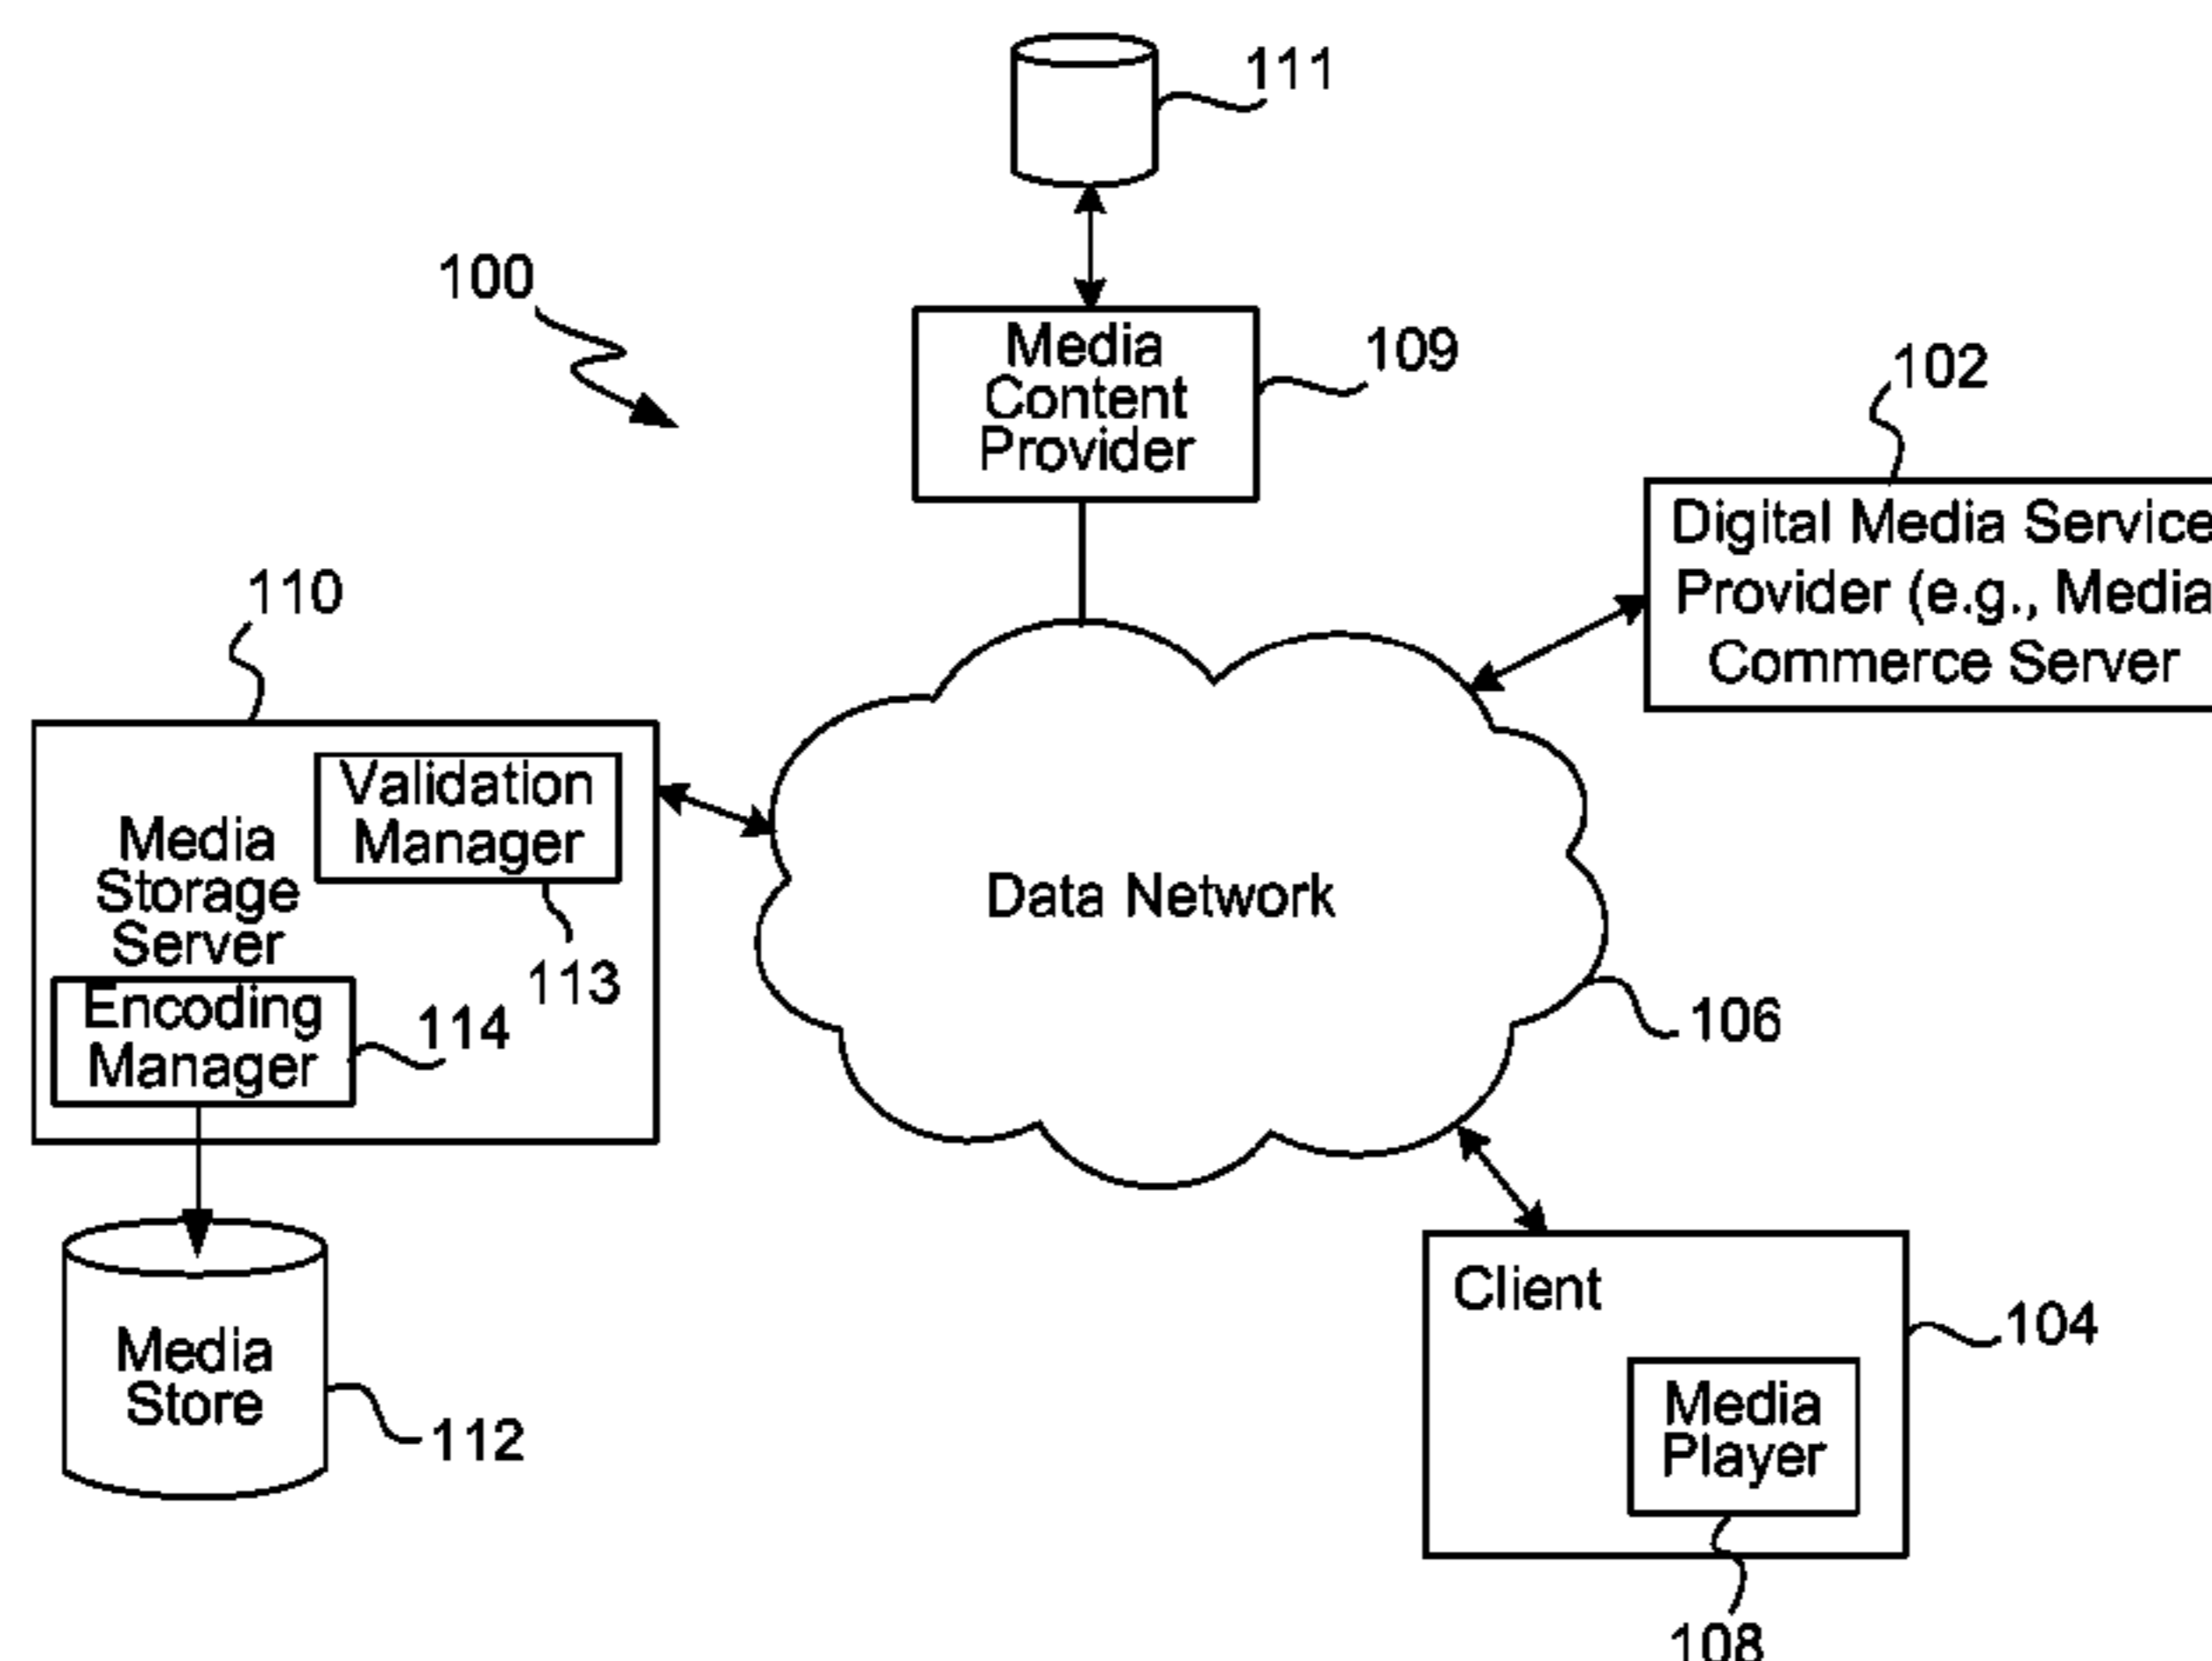 111
100
Media
Content
Provider
109
102
Digital Media Service
Provider (e.g., Media
Commerce Server
110
Validation
Manager
Media
Storage
Server
113
Encoding
Manager
114
Data Network
106
Media
Store
112
Client
104
Media
Player
108